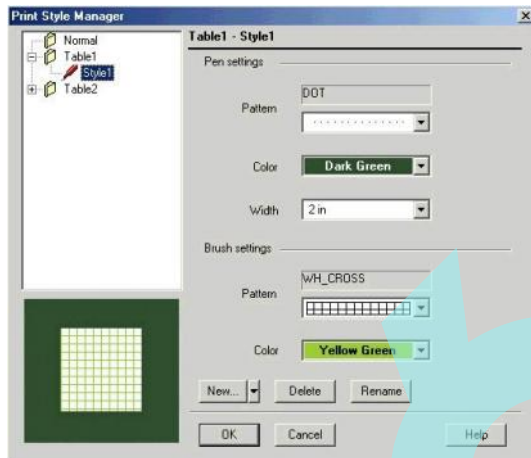 Print Style Manager
Normal
Table1
Style1
Table2
Table1 - Style1
Pen settings
DOT
Pattern
Color
Dark Green
Width
2 in
Brush settings
WH_CROSS
Pattern
Color
Yellow Green
New...
Delete
Rename
OK
Cancel
Help